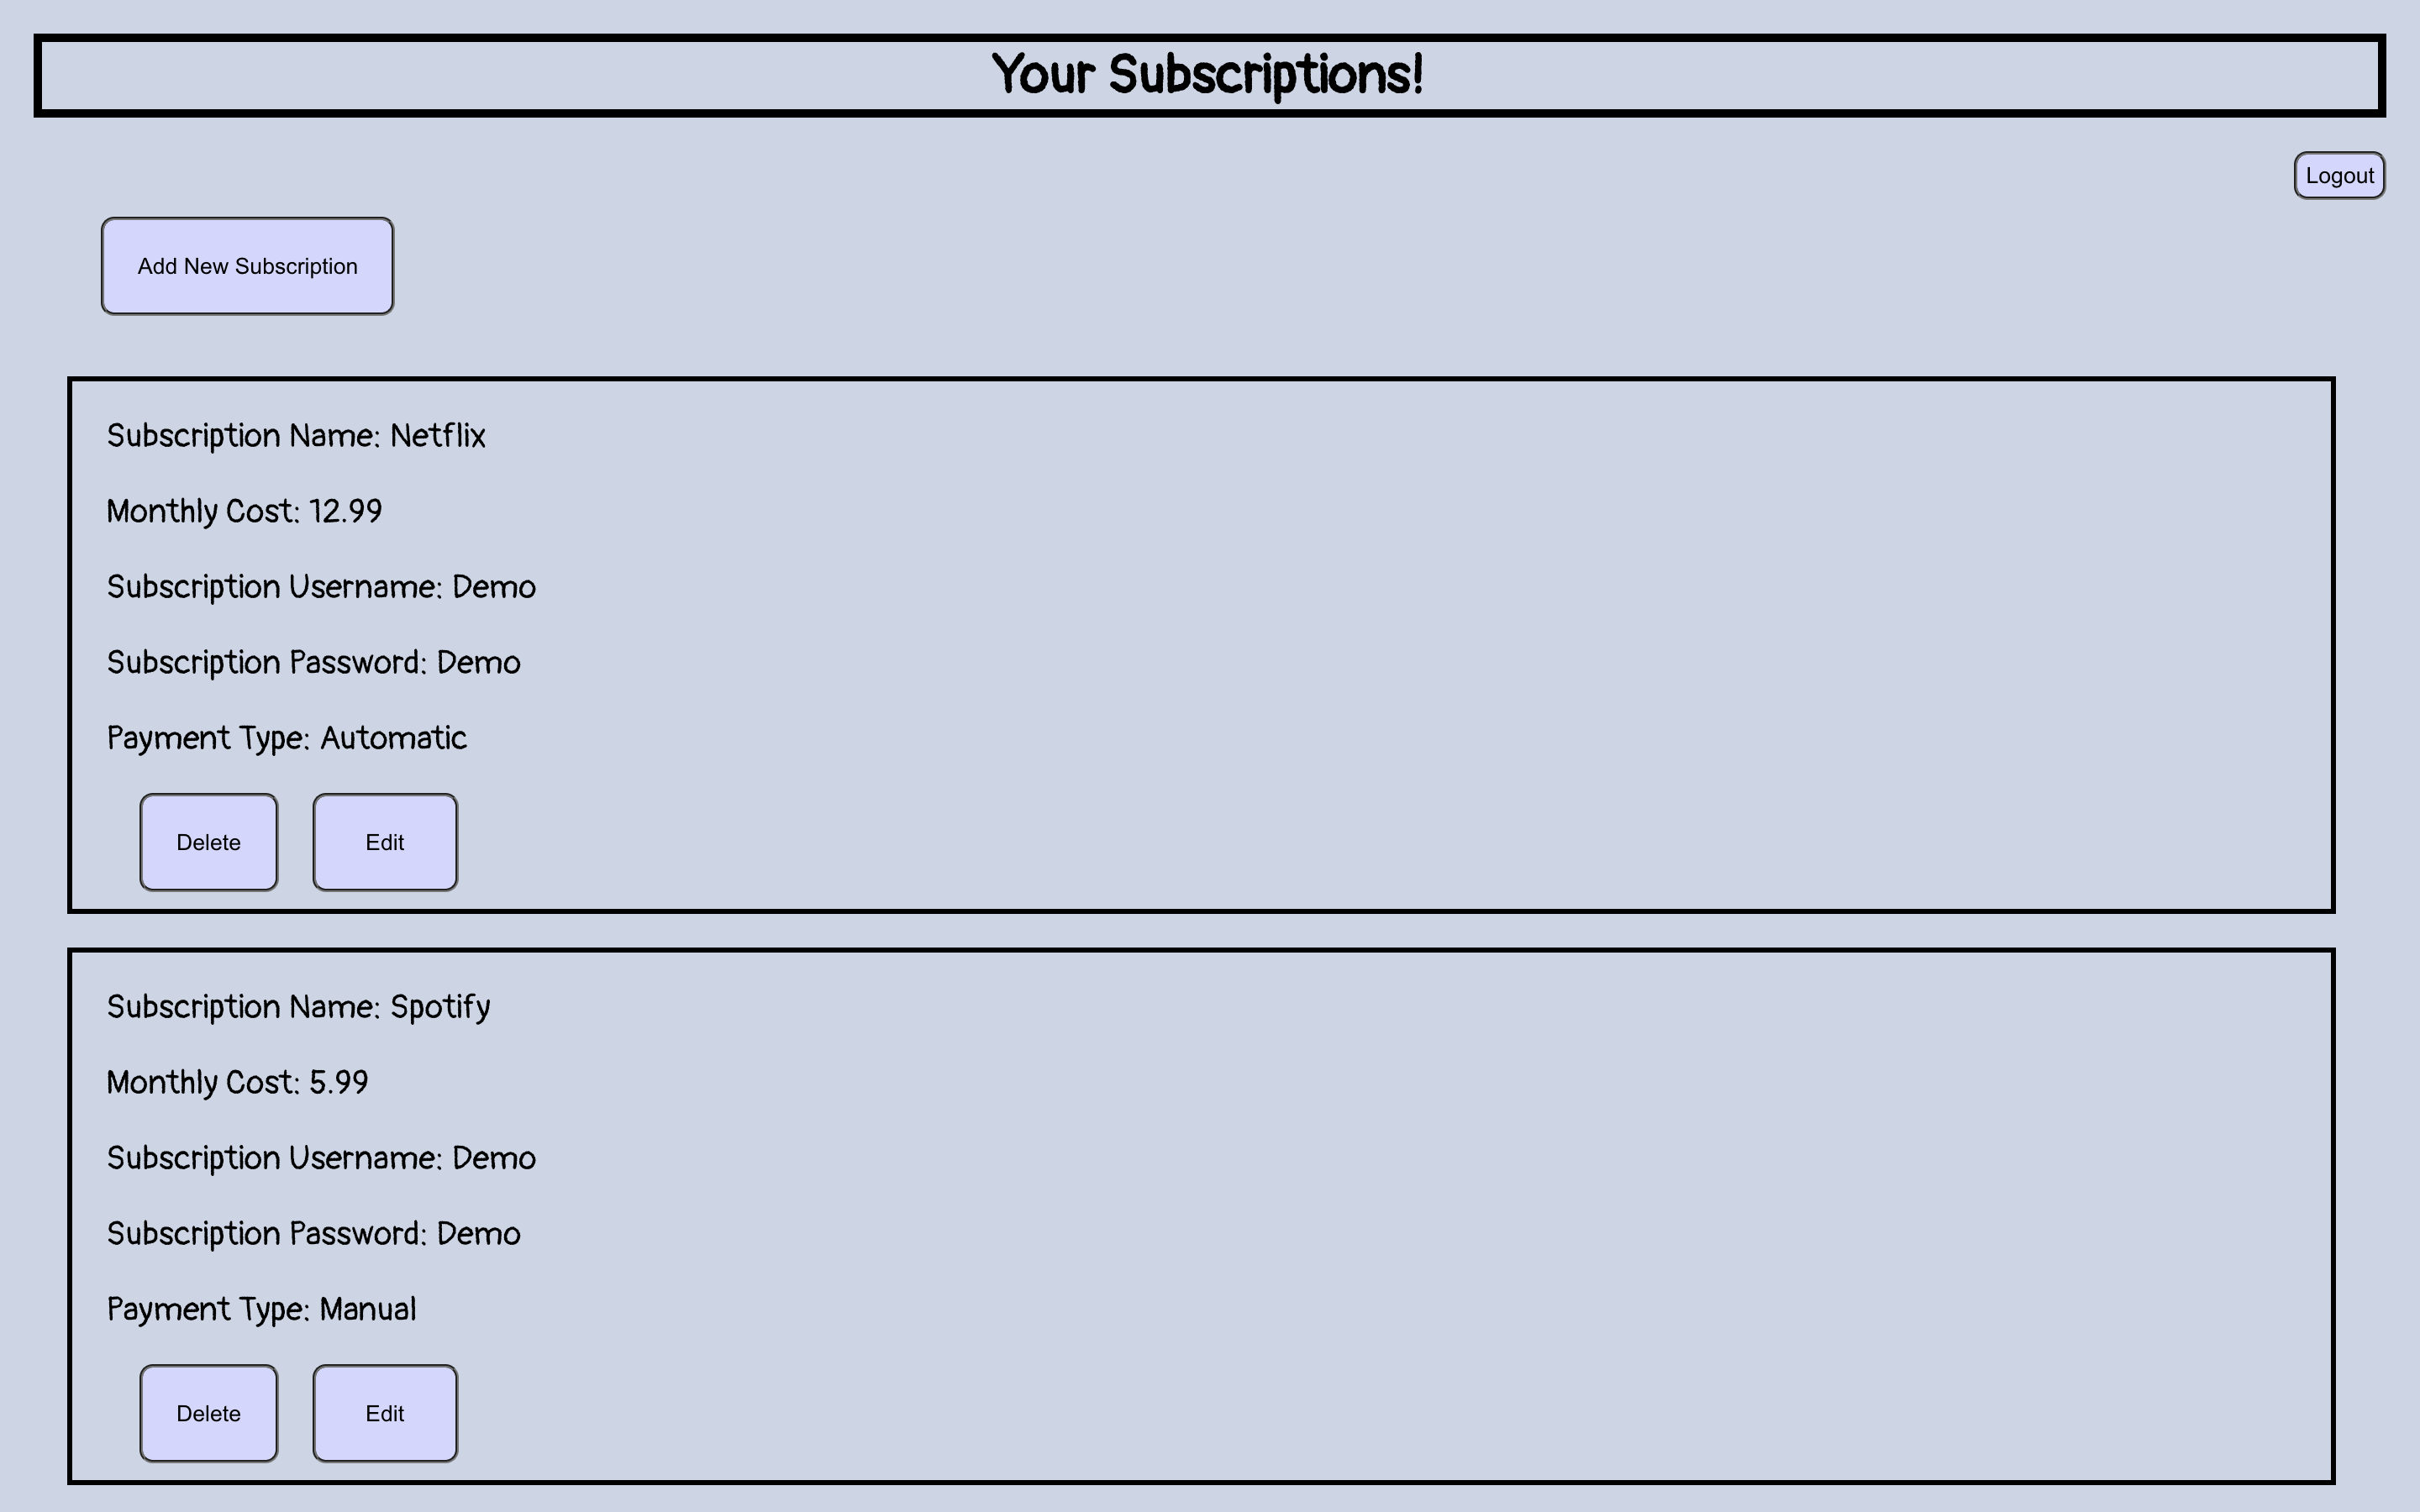 Your Subscriptions!
Logout
Add New Subscription
Subscription Name: Netflix
Monthly Cost: 12.99
Subscription Username: Demo
Subscription Password: Demo
Payment Type: Automatic
Delete Edit
Subscription Name: Spotify
Monthly Cost: 5.99
Subscription Username: Demo
Subscription Password: Demo
Payment Type: Manual
Delete Edit